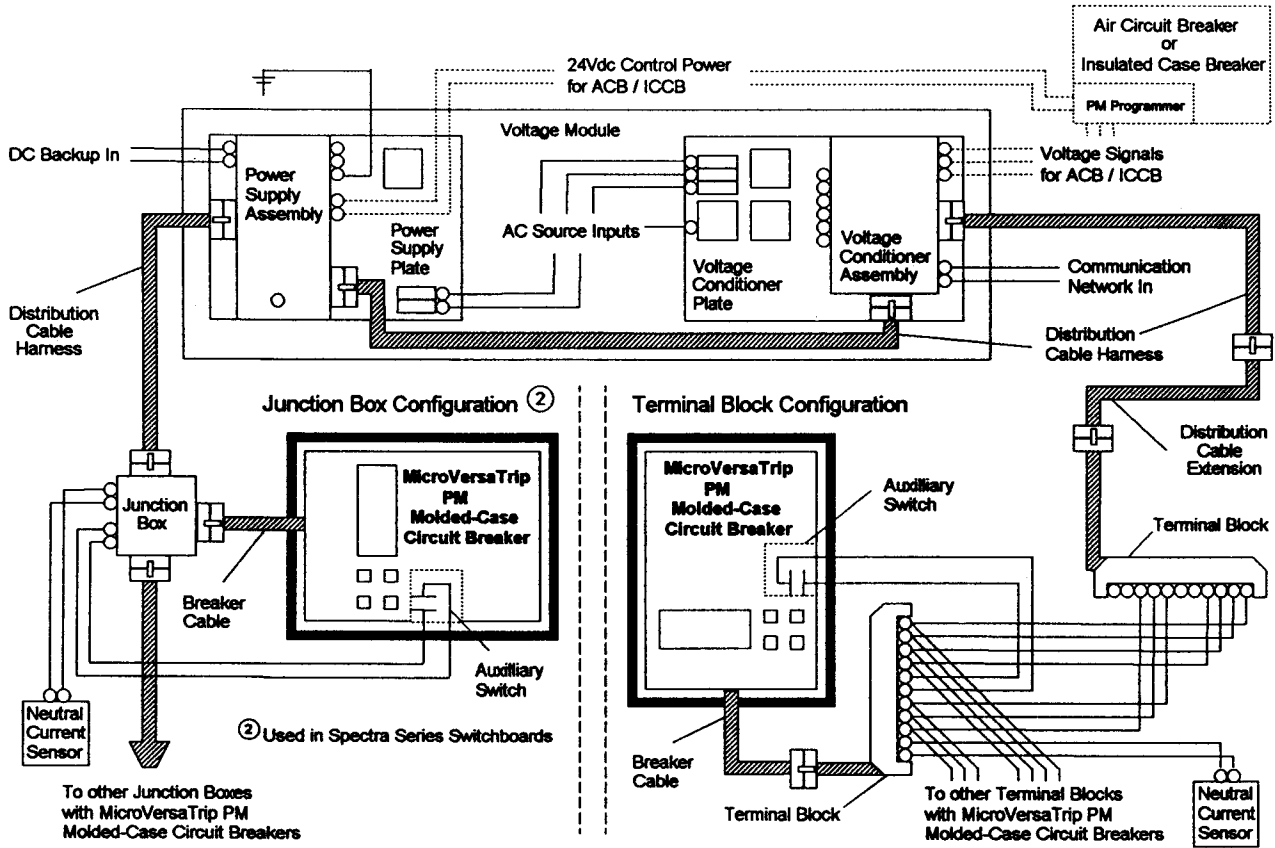 Air Circuit Breaker
or
Insulated Case Breaker
PM Programmer
24Vdc Control Power
for ACB / ICCB
Voltage Module
DC Backup In
Power
Supply
Assembly
Power
Supply
Plate
AC Source Inputs
Voltage
Conditioner
Plate
Voltage
Conditioner
Assembly
Voltage Signals
for ACB / ICCB
Communication
Network In
Distribution
Cable
Harness
Distribution
Cable Harness
Junction Box Configuration ②
Terminal Block Configuration
Distribution
Cable
Extension
MicroVersaTrip
PM
Molded-Case
Circuit Breaker
MicroVersaTrip
PM
Molded-Case
Circuit Breaker
Auxilliary
Switch
Terminal Block
Junction
Box
Breaker
Cable
Auxilliary
Switch
Neutral
Current
Sensor
② Used in Spectra Series Switchboards
Breaker
Cable
Terminal Block
To other Junction Boxes
with MicroVersaTrip PM
Molded-Case Circuit Breakers
To other Terminal Blocks
with MicroVersaTrip PM
Molded-Case Circuit Breakers
Neutral
Current
Sensor